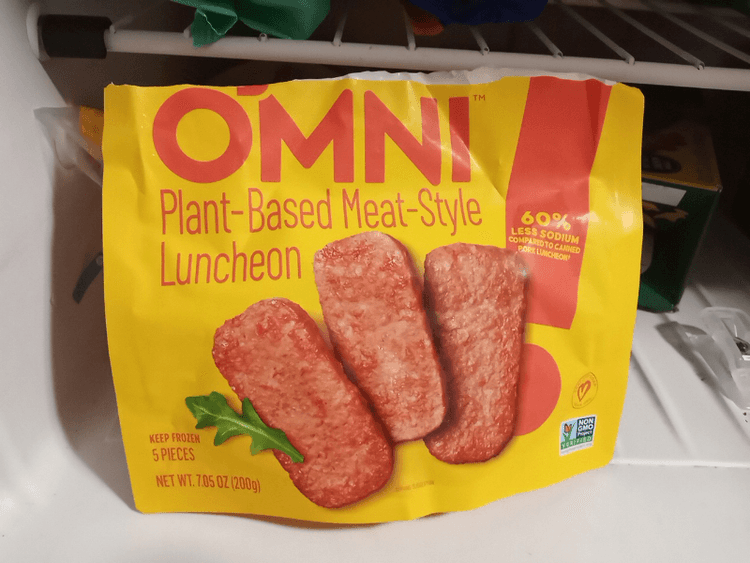 OMNI™
Plant-Based Meat-Style
Luncheon
60%
LESS SODIUM
COMPARED TO CANNED
PORK LUNCHEON†
KEEP FROZEN
5 PIECES
NET WT. 7.05 OZ (200g)
NON
GMO
Project
VERIFIED